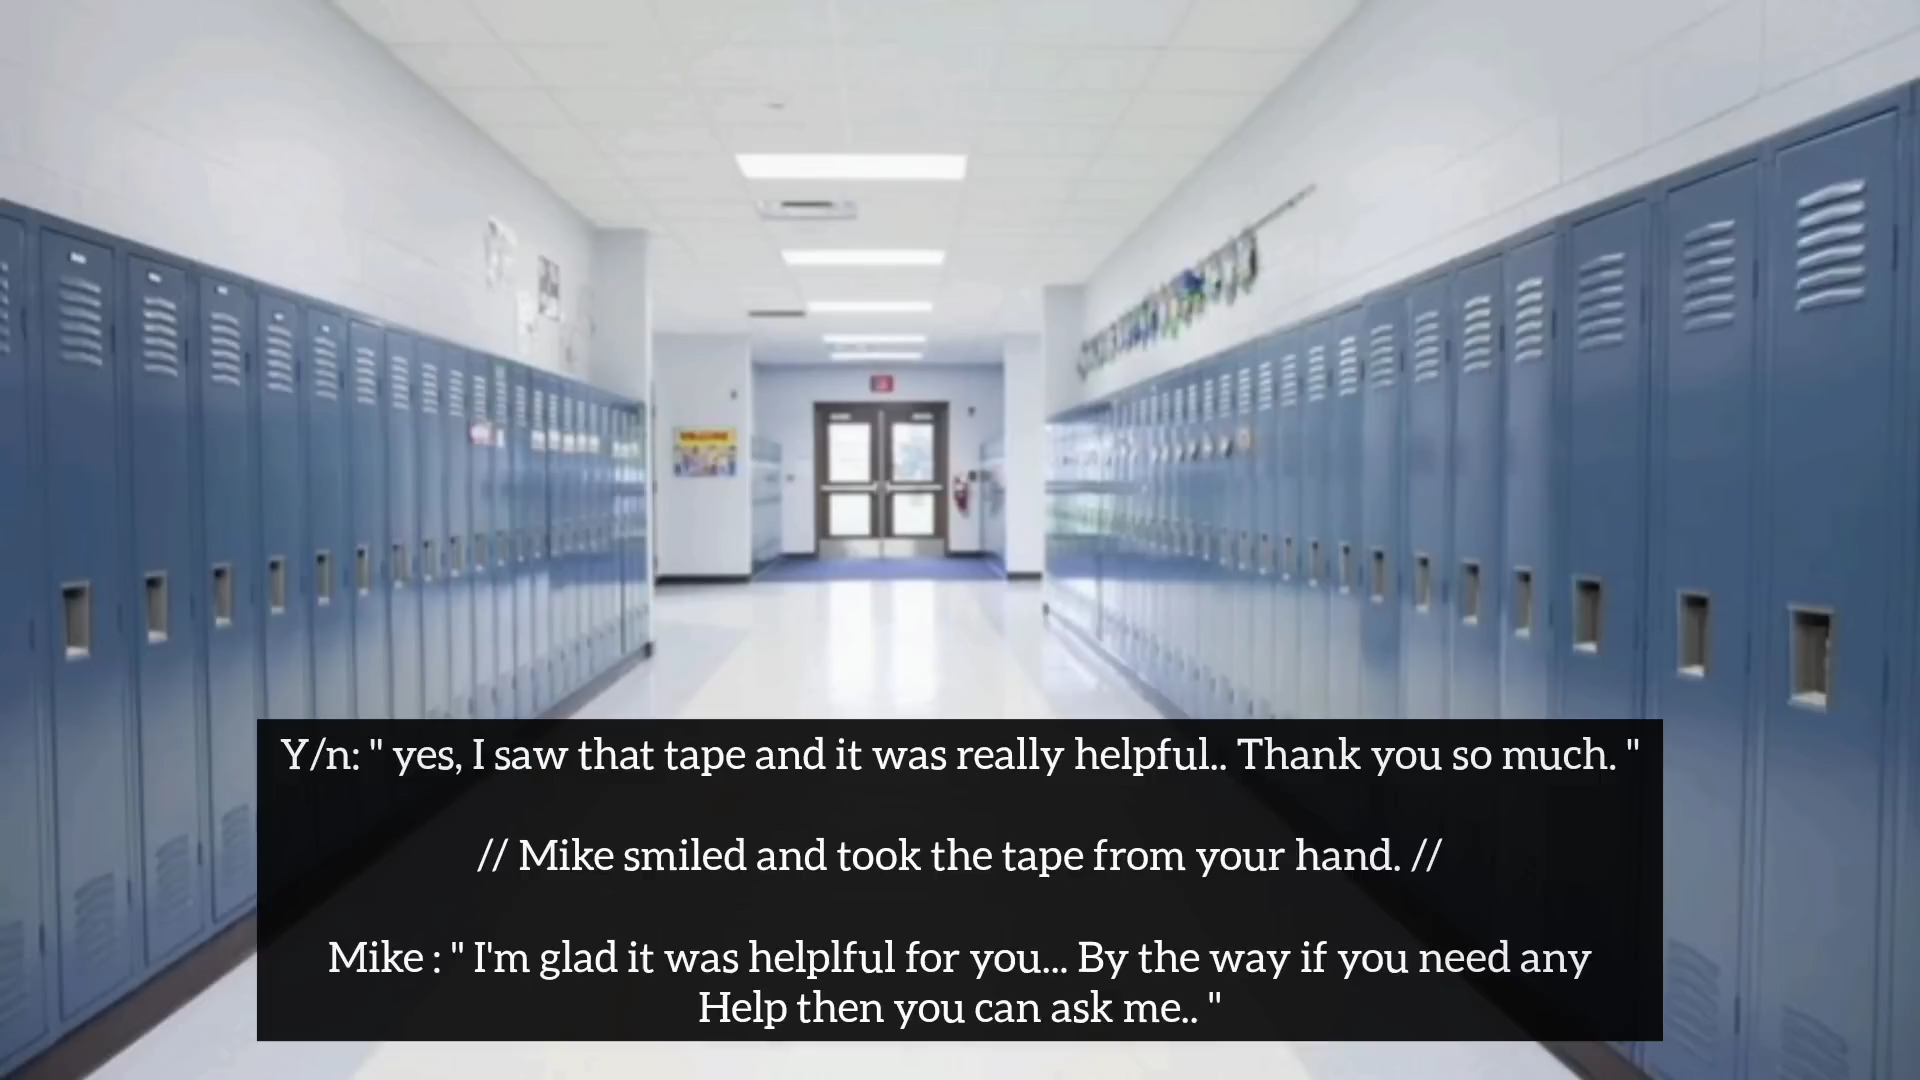 Y/n: " yes, I saw that tape and it was really helpful.. Thank you so much. "
// Mike smiled and took the tape from your hand. //
Mike : " I'm glad it was helplful for you... By the way if you need any
Help then you can ask me.. "